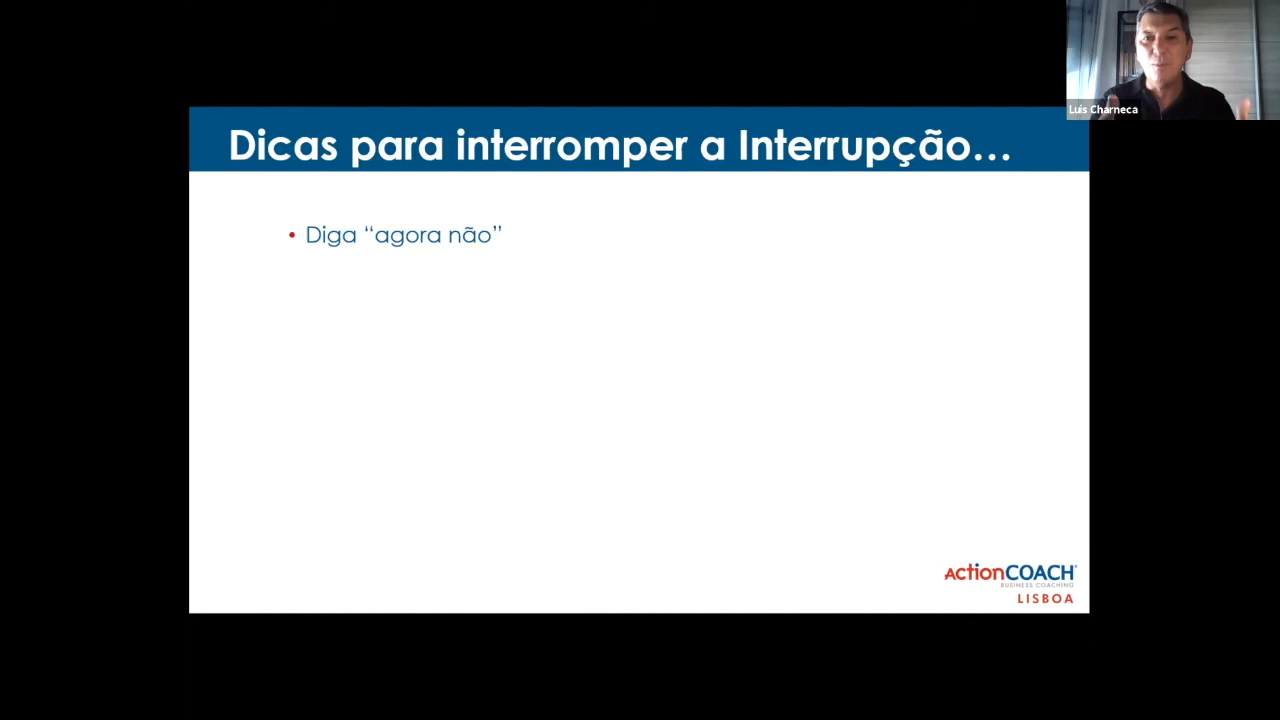 Luís Charneca
Dicas para interromper a Interrupção...
• Diga “agora não”
ActionCOACH
BUSINESS COACHING
LISBOA